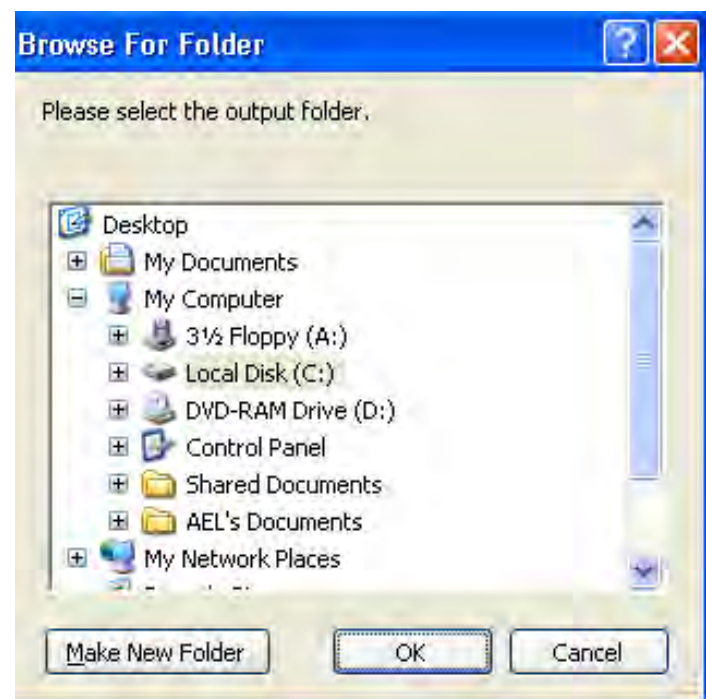 Browse For Folder
Please select the output folder.
Desktop
My Documents
My Computer
3½ Floppy (A:)
Local Disk (C:)
DVD-RAM Drive (D:)
Control Panel
Shared Documents
AEL's Documents
My Network Places
Make New Folder OK Cancel